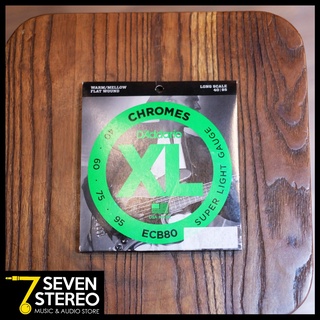 WARM/MELLOW
FLAT WOUND
LONG SCALE
40/95
D'Addario
CHROMES
XL
40 • 60 • 75 • 95
SUPER LIGHT GAUGE
ECB80
7 SEVEN
STEREO
MUSIC & AUDIO STORE